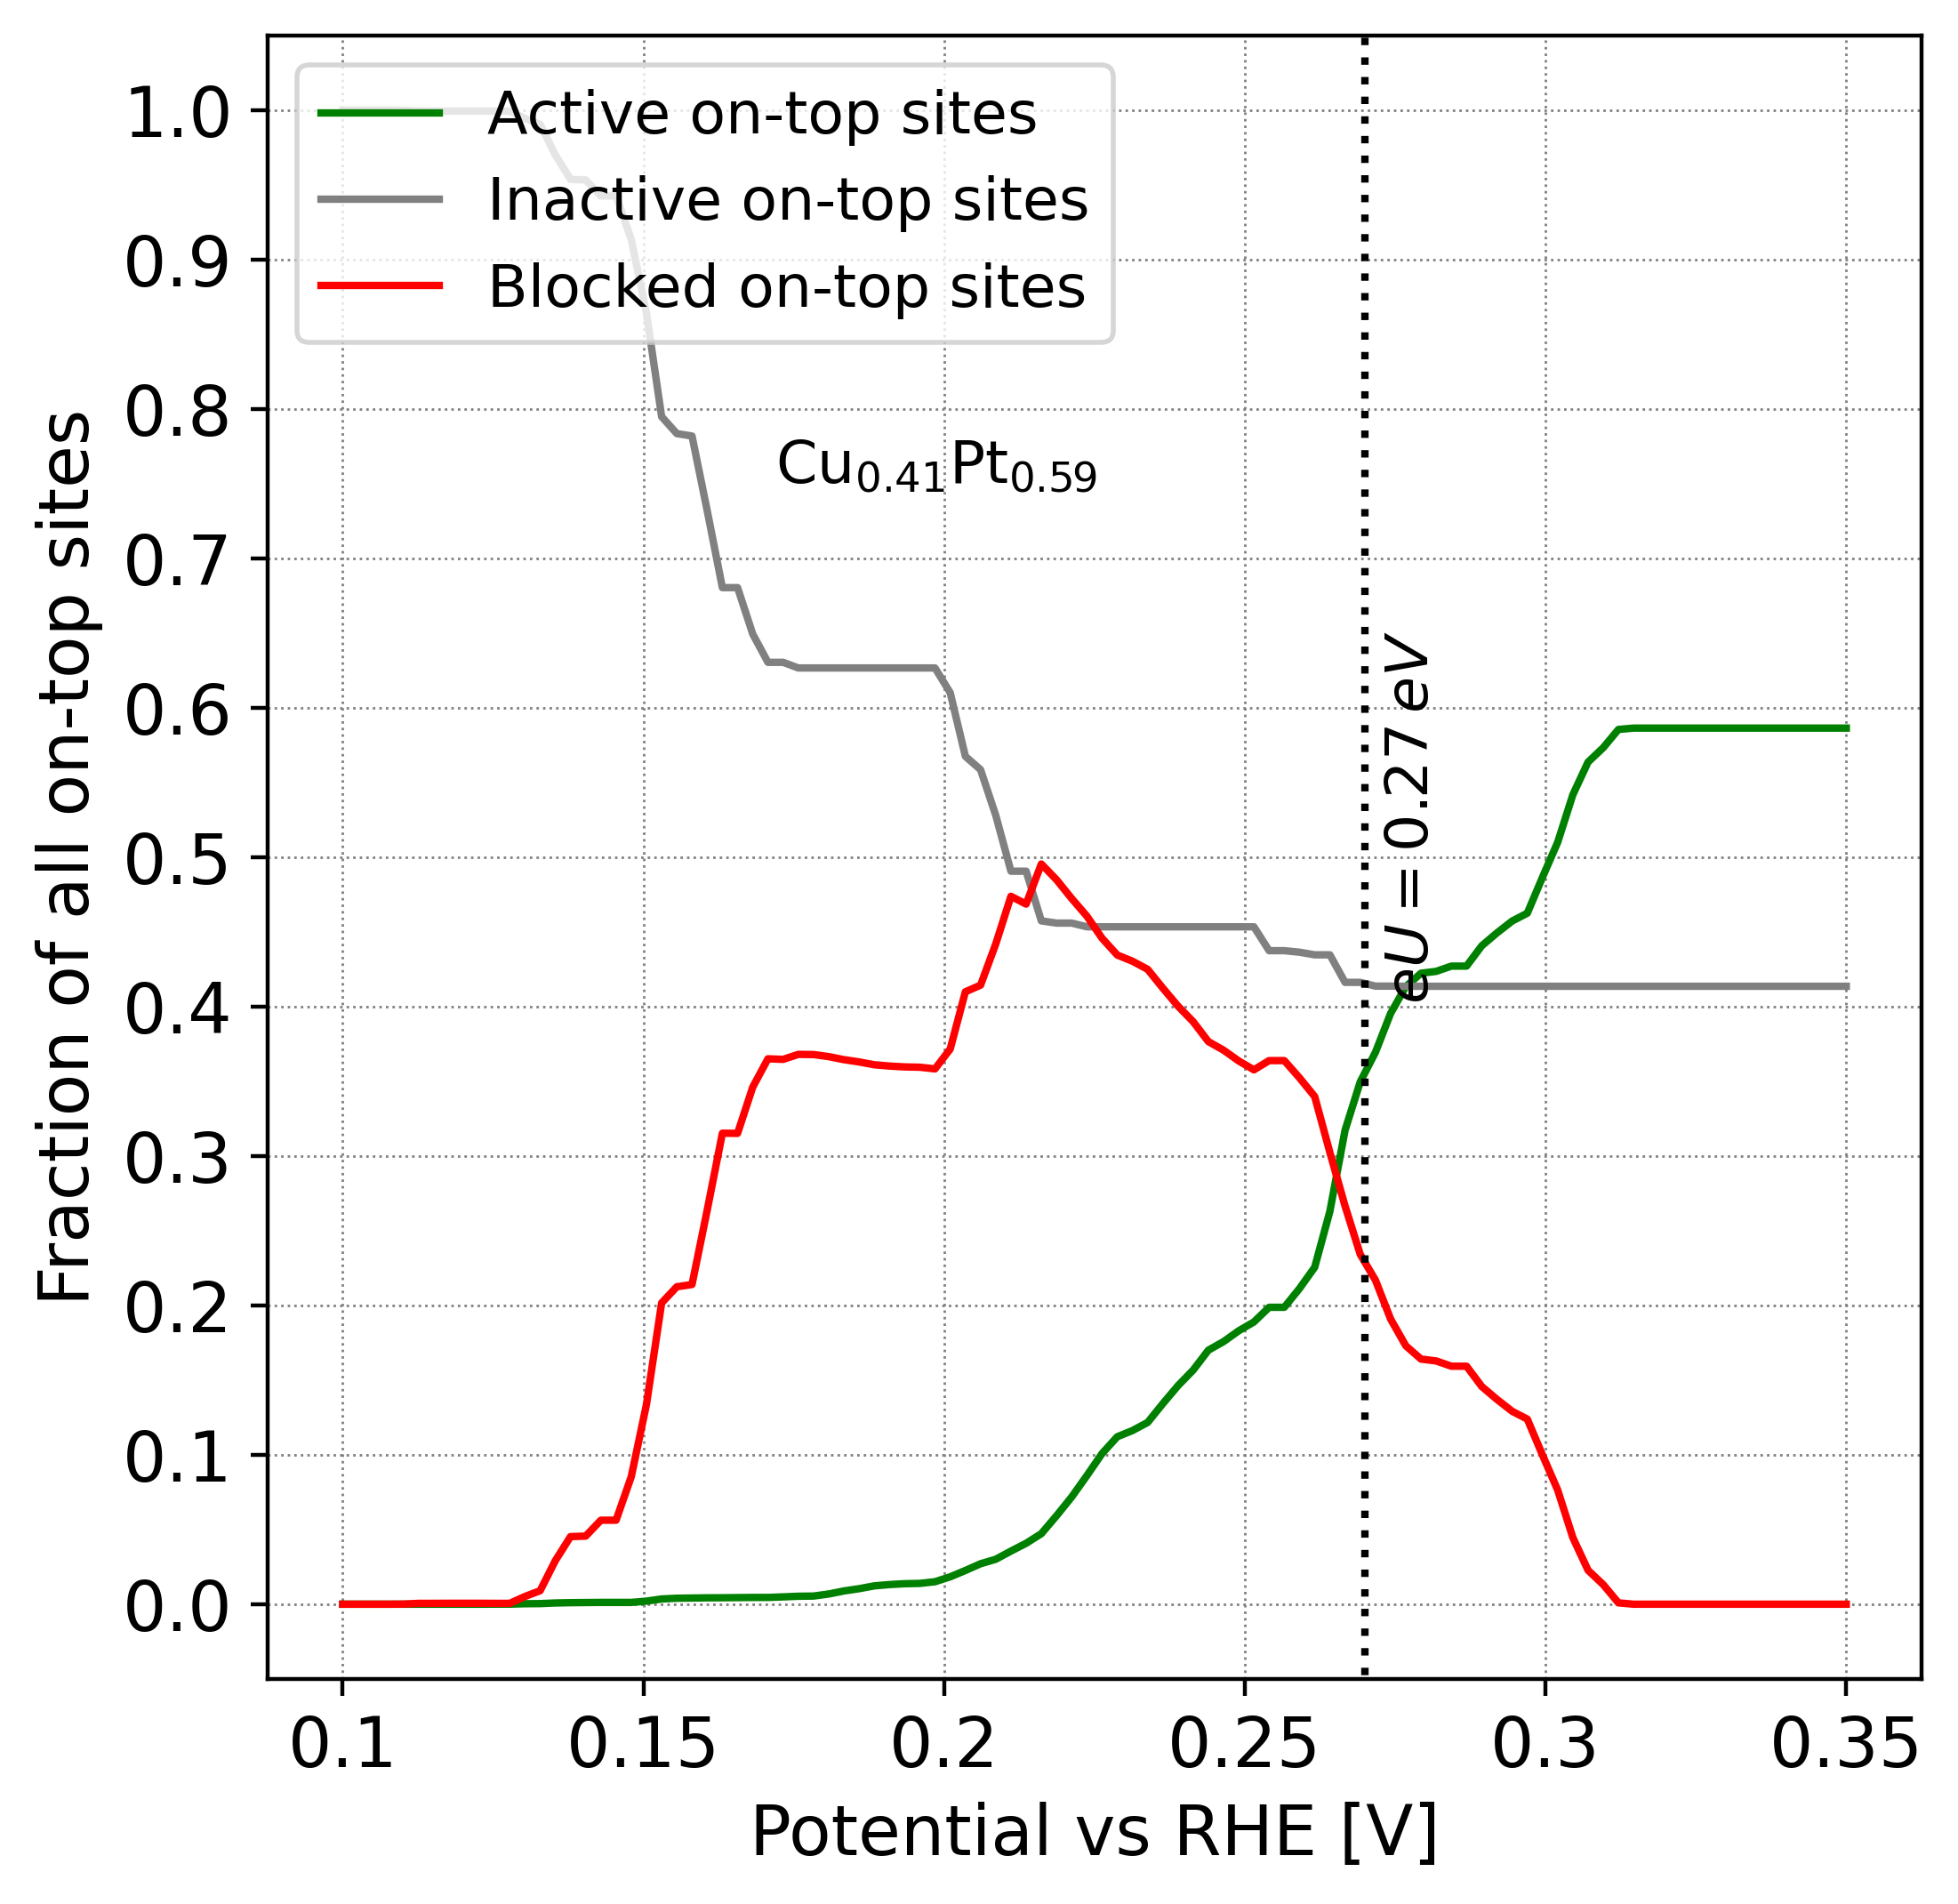 Active on-top sites
Inactive on-top sites
Blocked on-top sites
Cu₀.₄₁Pt₀.₅₉
eU = 0.27 eV
Fraction of all on-top sites
1.0
0.9
0.8
0.7
0.6
0.5
0.4
0.3
0.2
0.1
0.0
0.1 0.15 0.2 0.25 0.3 0.35
Potential vs RHE [V]